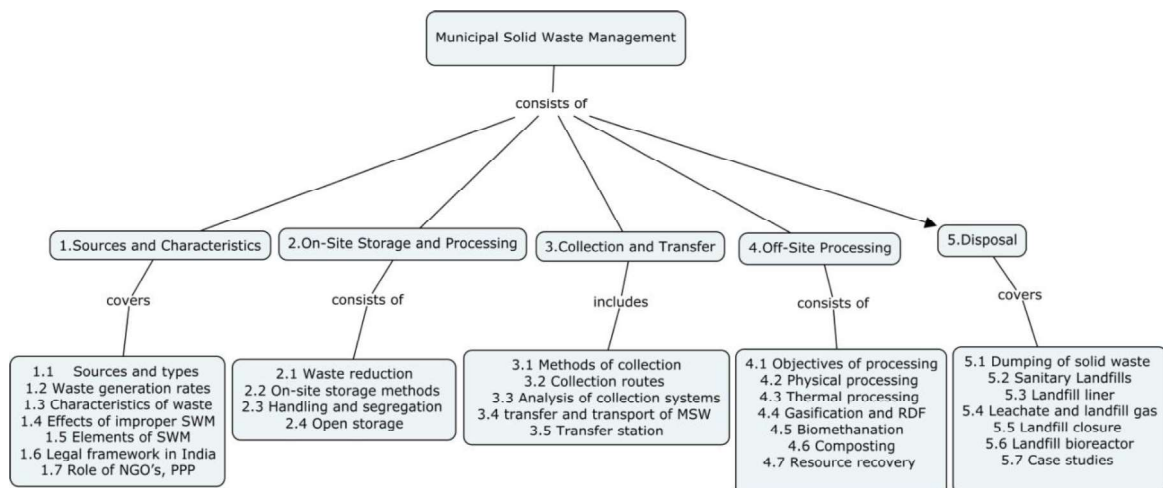 Municipal Solid Waste Management
consists of
1.Sources and Characteristics
2.On-Site Storage and Processing
3.Collection and Transfer
4.Off-Site Processing
5.Disposal
covers
consists of
includes
consists of
covers
1.1 Sources and types
1.2 Waste generation rates
1.3 Characteristics of waste
1.4 Effects of improper SWM
1.5 Elements of SWM
1.6 Legal framework in India
1.7 Role of NGO's, PPP
2.1 Waste reduction
2.2 On-site storage methods
2.3 Handling and segregation
2.4 Open storage
3.1 Methods of collection
3.2 Collection routes
3.3 Analysis of collection systems
3.4 transfer and transport of MSW
3.5 Transfer station
4.1 Objectives of processing
4.2 Physical processing
4.3 Thermal processing
4.4 Gasification and RDF
4.5 Biomethanation
4.6 Composting
4.7 Resource recovery
5.1 Dumping of solid waste
5.2 Sanitary Landfills
5.3 Landfill liner
5.4 Leachate and landfill gas
5.5 Landfill closure
5.6 Landfill bioreactor
5.7 Case studies